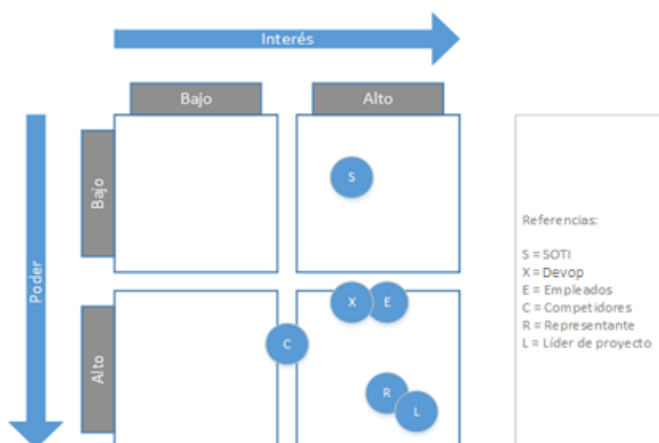 Interés
Bajo
Alto
Poder
Bajo
Alto
S
X
E
C
R
L
Referencias:
S = SOTI
X = Devop
E = Empleados
C = Competidores
R = Representante
L = Líder de proyecto